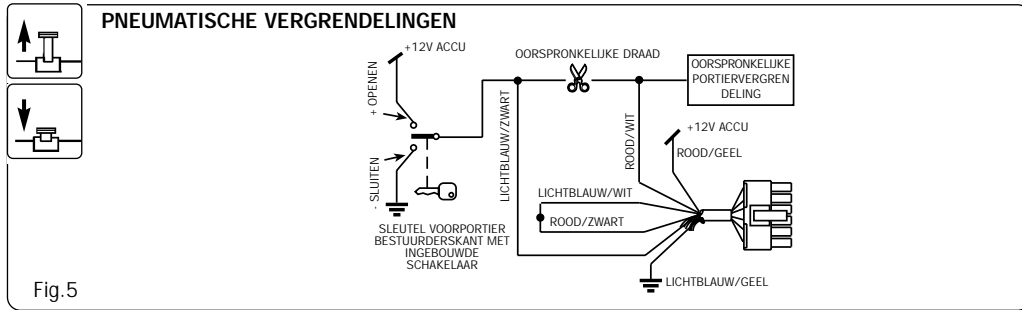 PNEUMATISCHE VERGRENDELINGEN
+12V ACCU
OORSPRONKELIJKE DRAAD
OORSPRONKELIJKE
PORTIERVERGREN
DELING
+ OPENEN
- SLUITEN
LICHTBLAUW/ZWART
ROOD/WIT
+12V ACCU
ROOD/GEEL
LICHTBLAUW/WIT
ROOD/ZWART
SLEUTEL VOORPORTIER
BESTUURDERSKANT MET
INGEBOUWDE
SCHAKELAAR
LICHTBLAUW/GEEL
Fig.5